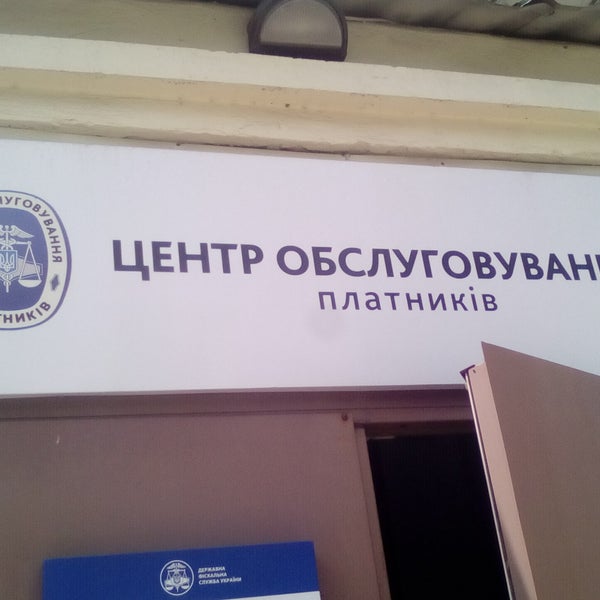 ЦЕНТР ОБСЛУГОВУВАН
платників
ДЕРЖАВНА
ФІСКАЛЬНА
СЛУЖБА УКРАЇНИ